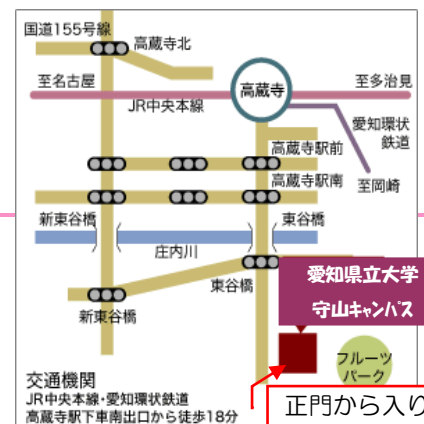 国道155号線
高蔵寺北
至名古屋
高蔵寺
至多治見
JR中央本線
愛知環状
鉄道
高蔵寺駅前
高蔵寺駅南
至岡崎
新東谷橋
東谷橋
庄内川
東谷橋
愛知県立大学
守山キャンパス
新東谷橋
フルーツ
パーク
交通機関
JR中央本線・愛知環状鉄道
高蔵寺駅下車南出口から徒歩18分
正門から入り